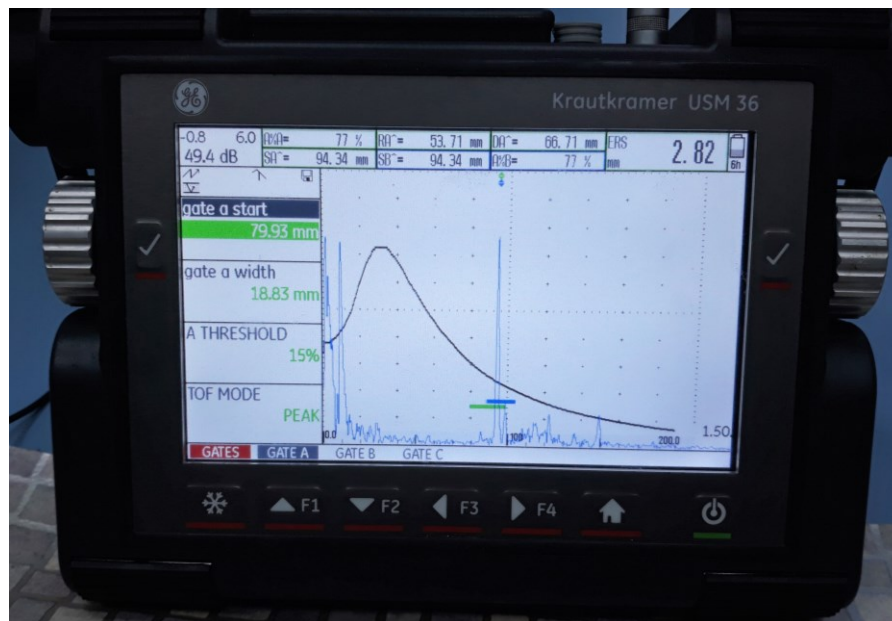 GE
Krautkramer USM 36
-0.8 6.0 A%A= 77 % RA^= 53.71 mm DA^= 66.71 mm ERS
49.4 dB SA^= 94.34 mm SB^= 94.34 mm A%B= 77 % mm 2.82 6h
gate a start
79.93 mm
gate a width
18.83 mm
A THRESHOLD
15%
TOF MODE
PEAK
0.0 100 200.0 1.50
GATES GATE A GATE B GATE C
F1 F2 F3 F4